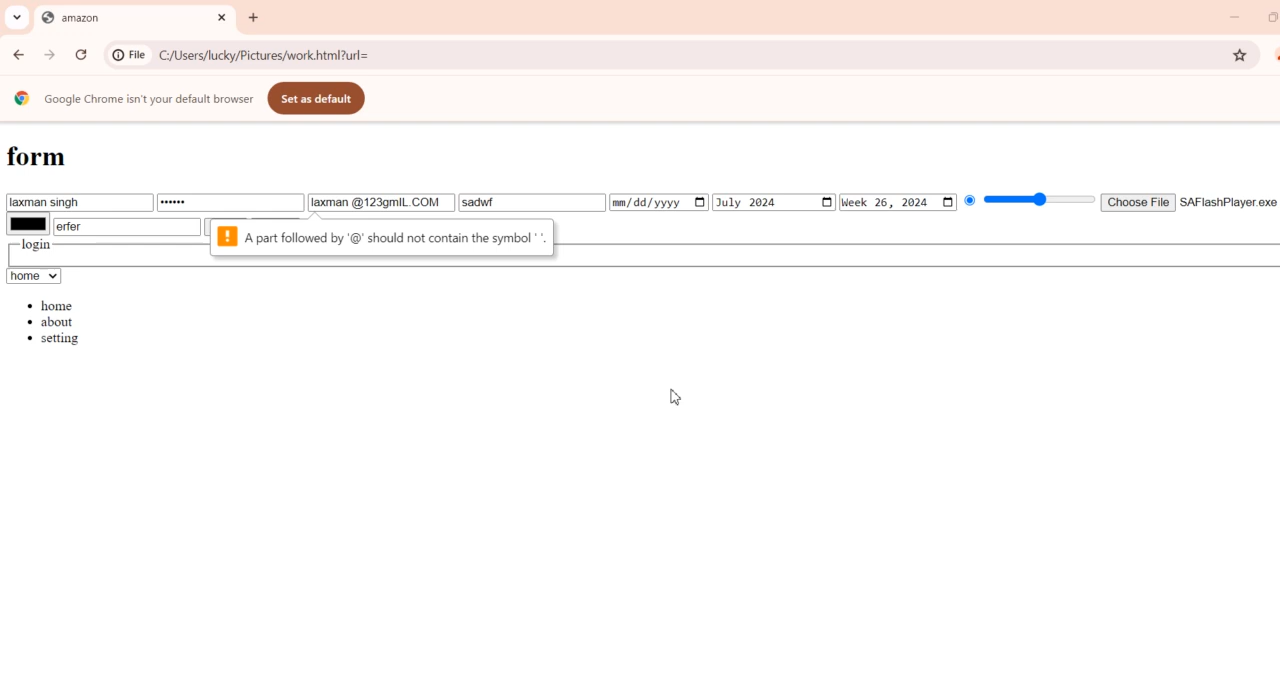 amazon
File C:/Users/lucky/Pictures/work.html?url=
Google Chrome isn't your default browser Set as default
form
laxman singh •••••• laxman @123gmIL.COM sadwf mm/dd/yyyy July 2024 Week 26, 2024 Choose File SAFlashPlayer.exe
erfer
A part followed by '@' should not contain the symbol ' '.
login
home
• home
• about
• setting